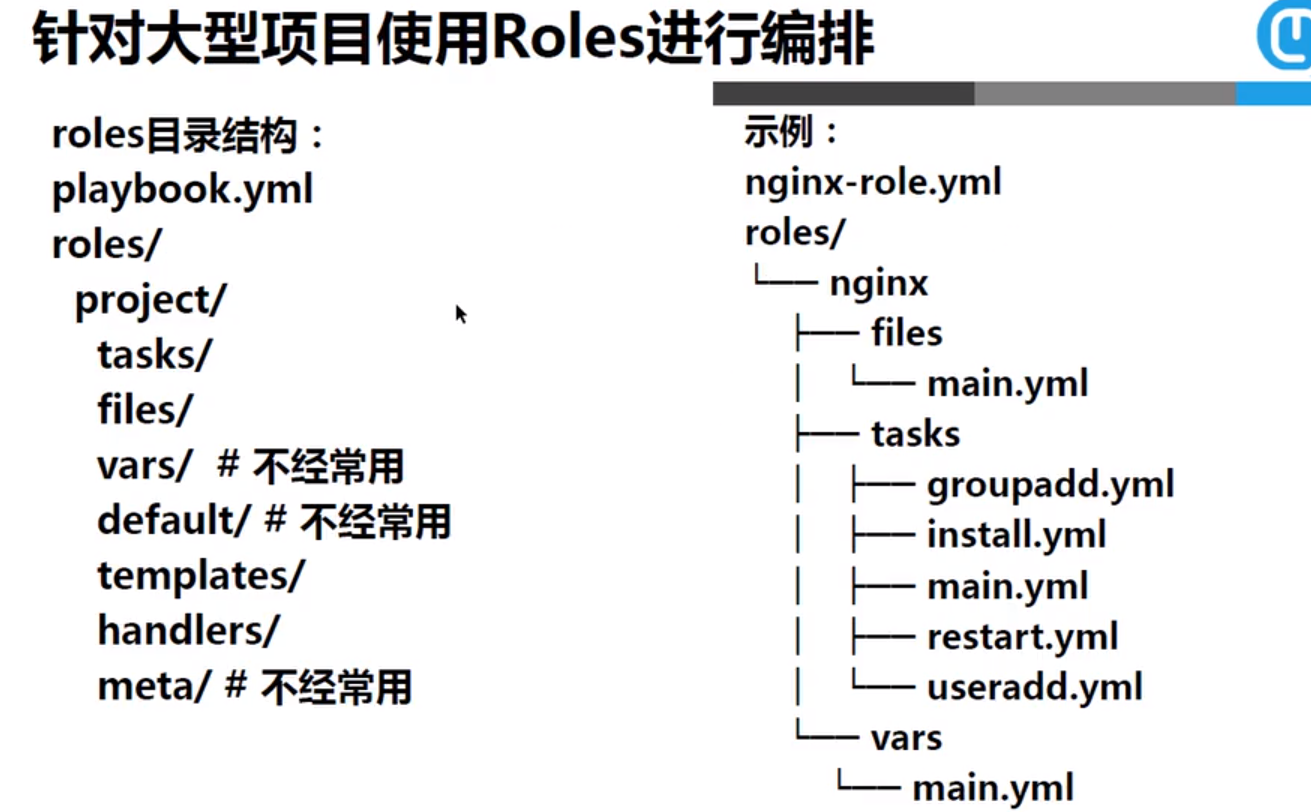 针对大型项目使用Roles进行编排
roles目录结构：
playbook.yml
roles/
project/
tasks/
files/
vars/ # 不经常用
default/ # 不经常用
templates/
handlers/
meta/ # 不经常用
示例：
nginx-role.yml
roles/
└── nginx
├── files
│ └── main.yml
├── tasks
│ ├── groupadd.yml
│ ├── install.yml
│ ├── main.yml
│ ├── restart.yml
│ └── useradd.yml
└── vars
└── main.yml